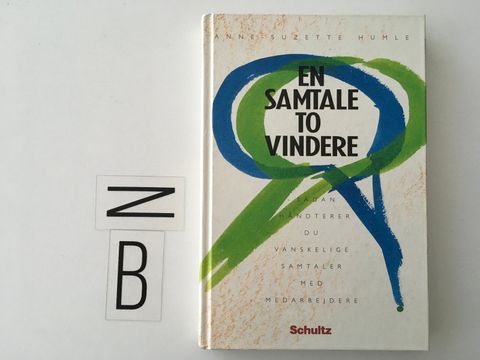 ANNE-SUZETTE HUMLE
EN
SAMTALE
TO
VINDERE
SÅDAN
HÅNDTERER
DU
VANSKELIGE
SAMTALER
MED
MEDARBEJDERE
Schultz
N
B